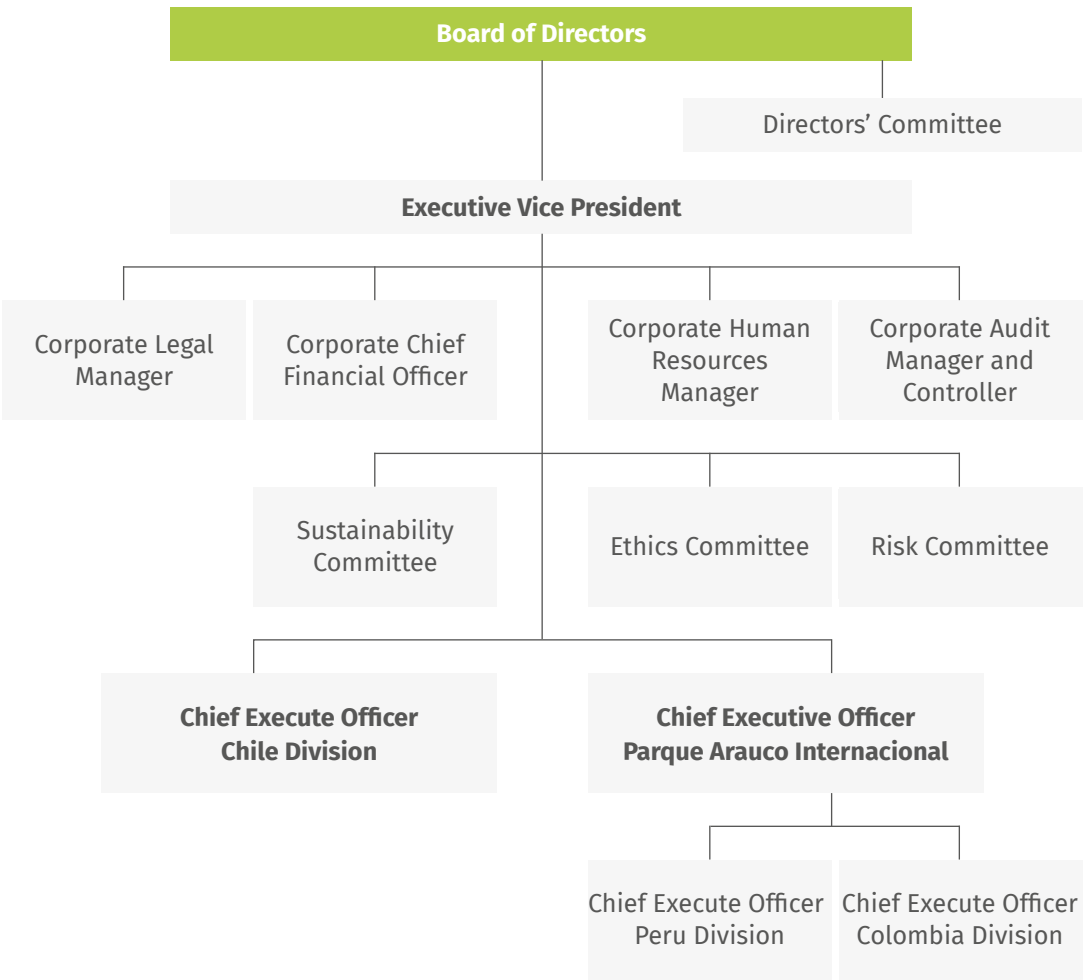 Board of Directors
Directors’ Committee
Executive Vice President
Corporate Legal
Manager
Corporate Chief
Financial Officer
Corporate Human
Resources
Manager
Corporate Audit
Manager and
Controller
Sustainability
Committee
Ethics Committee
Risk Committee
Chief Execute Officer
Chile Division
Chief Executive Officer
Parque Arauco Internacional
Chief Execute Officer
Peru Division
Chief Execute Officer
Colombia Division